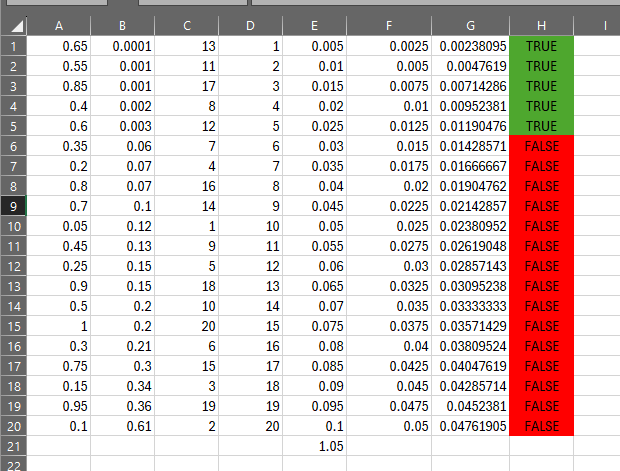 A B C D E F G H I
1 0.65 0.0001 13 1 0.005 0.0025 0.00238095 TRUE
2 0.55 0.001 11 2 0.01 0.005 0.0047619 TRUE
3 0.85 0.001 17 3 0.015 0.0075 0.00714286 TRUE
4 0.4 0.002 8 4 0.02 0.01 0.00952381 TRUE
5 0.6 0.003 12 5 0.025 0.0125 0.01190476 TRUE
6 0.35 0.06 7 6 0.03 0.015 0.01428571 FALSE
7 0.2 0.07 4 7 0.035 0.0175 0.01666667 FALSE
8 0.8 0.07 16 8 0.04 0.02 0.01904762 FALSE
9 0.7 0.1 14 9 0.045 0.0225 0.02142857 FALSE
10 0.05 0.12 1 10 0.05 0.025 0.02380952 FALSE
11 0.45 0.13 9 11 0.055 0.0275 0.02619048 FALSE
12 0.25 0.15 5 12 0.06 0.03 0.02857143 FALSE
13 0.9 0.15 18 13 0.065 0.0325 0.03095238 FALSE
14 0.5 0.2 10 14 0.07 0.035 0.03333333 FALSE
15 1 0.2 20 15 0.075 0.0375 0.03571429 FALSE
16 0.3 0.21 6 16 0.08 0.04 0.03809524 FALSE
17 0.75 0.3 15 17 0.085 0.0425 0.04047619 FALSE
18 0.15 0.34 3 18 0.09 0.045 0.04285714 FALSE
19 0.95 0.36 19 19 0.095 0.0475 0.0452381 FALSE
20 0.1 0.61 2 20 0.1 0.05 0.04761905 FALSE
21 1.05
22